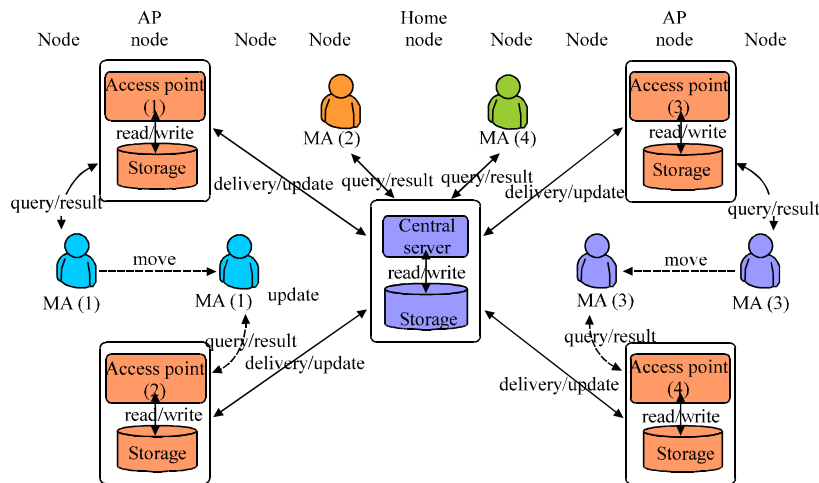 AP
Home
AP
Node
node
Node
Node
node
Node
Node
node
Node
Access point
(1)
read/write
Storage
MA (2)
MA (4)
Access point
(3)
read/write
Storage
delivery/update
query/result
query/result
delivery/update
query/result
query/result
Central
server
read/write
Storage
move
MA (1)
MA (1)
update
move
MA (3)
MA (3)
query/result
delivery/update
query/result
delivery/update
Access point
(2)
read/write
Storage
Access point
(4)
read/write
Storage